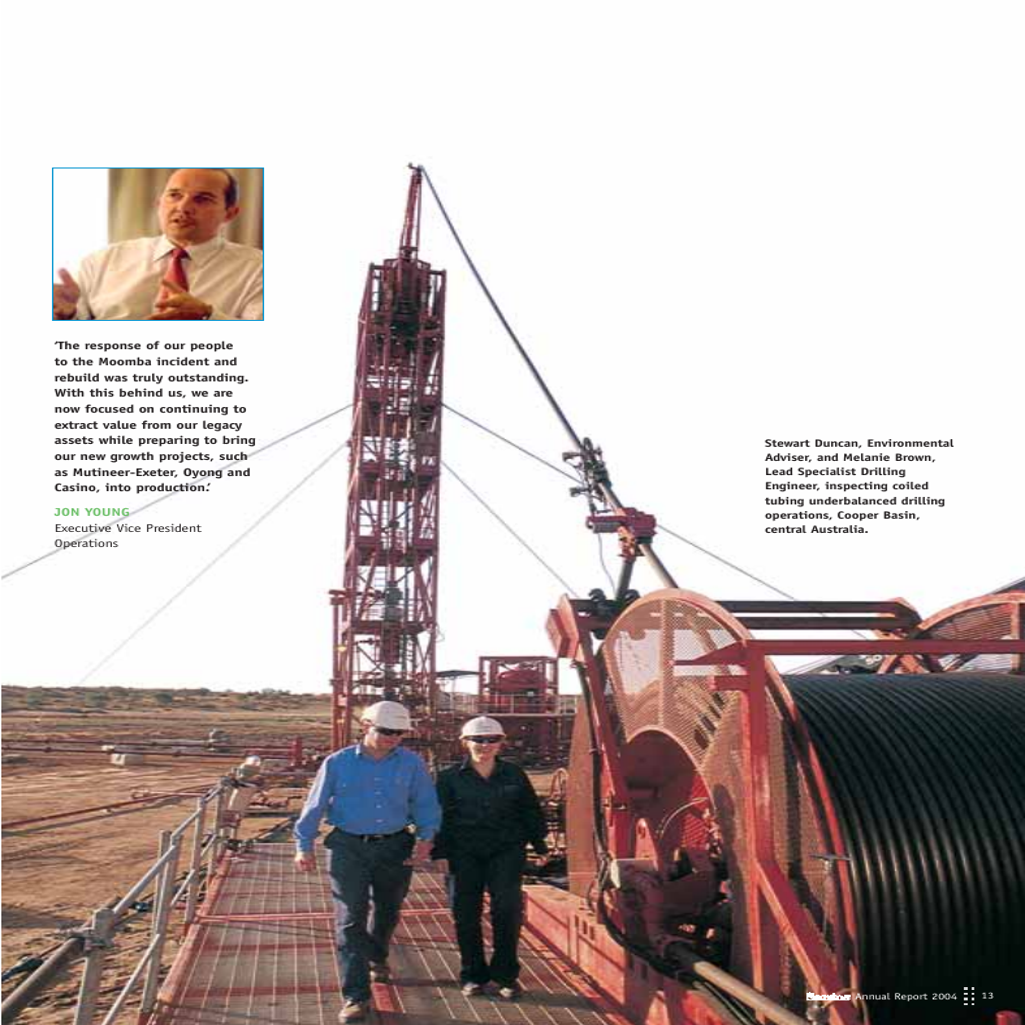 ‘The response of our people
to the Moomba incident and
rebuild was truly outstanding.
With this behind us, we are
now focused on continuing to
extract value from our legacy
assets while preparing to bring
our new growth projects, such
as Mutineer-Exeter, Oyong and
Casino, into production.’
JON YOUNG
Executive Vice President
Operations
Stewart Duncan, Environmental
Adviser, and Melanie Brown,
Lead Specialist Drilling
Engineer, inspecting coiled
tubing underbalanced drilling
operations, Cooper Basin,
central Australia.
Annual Report 2004 13